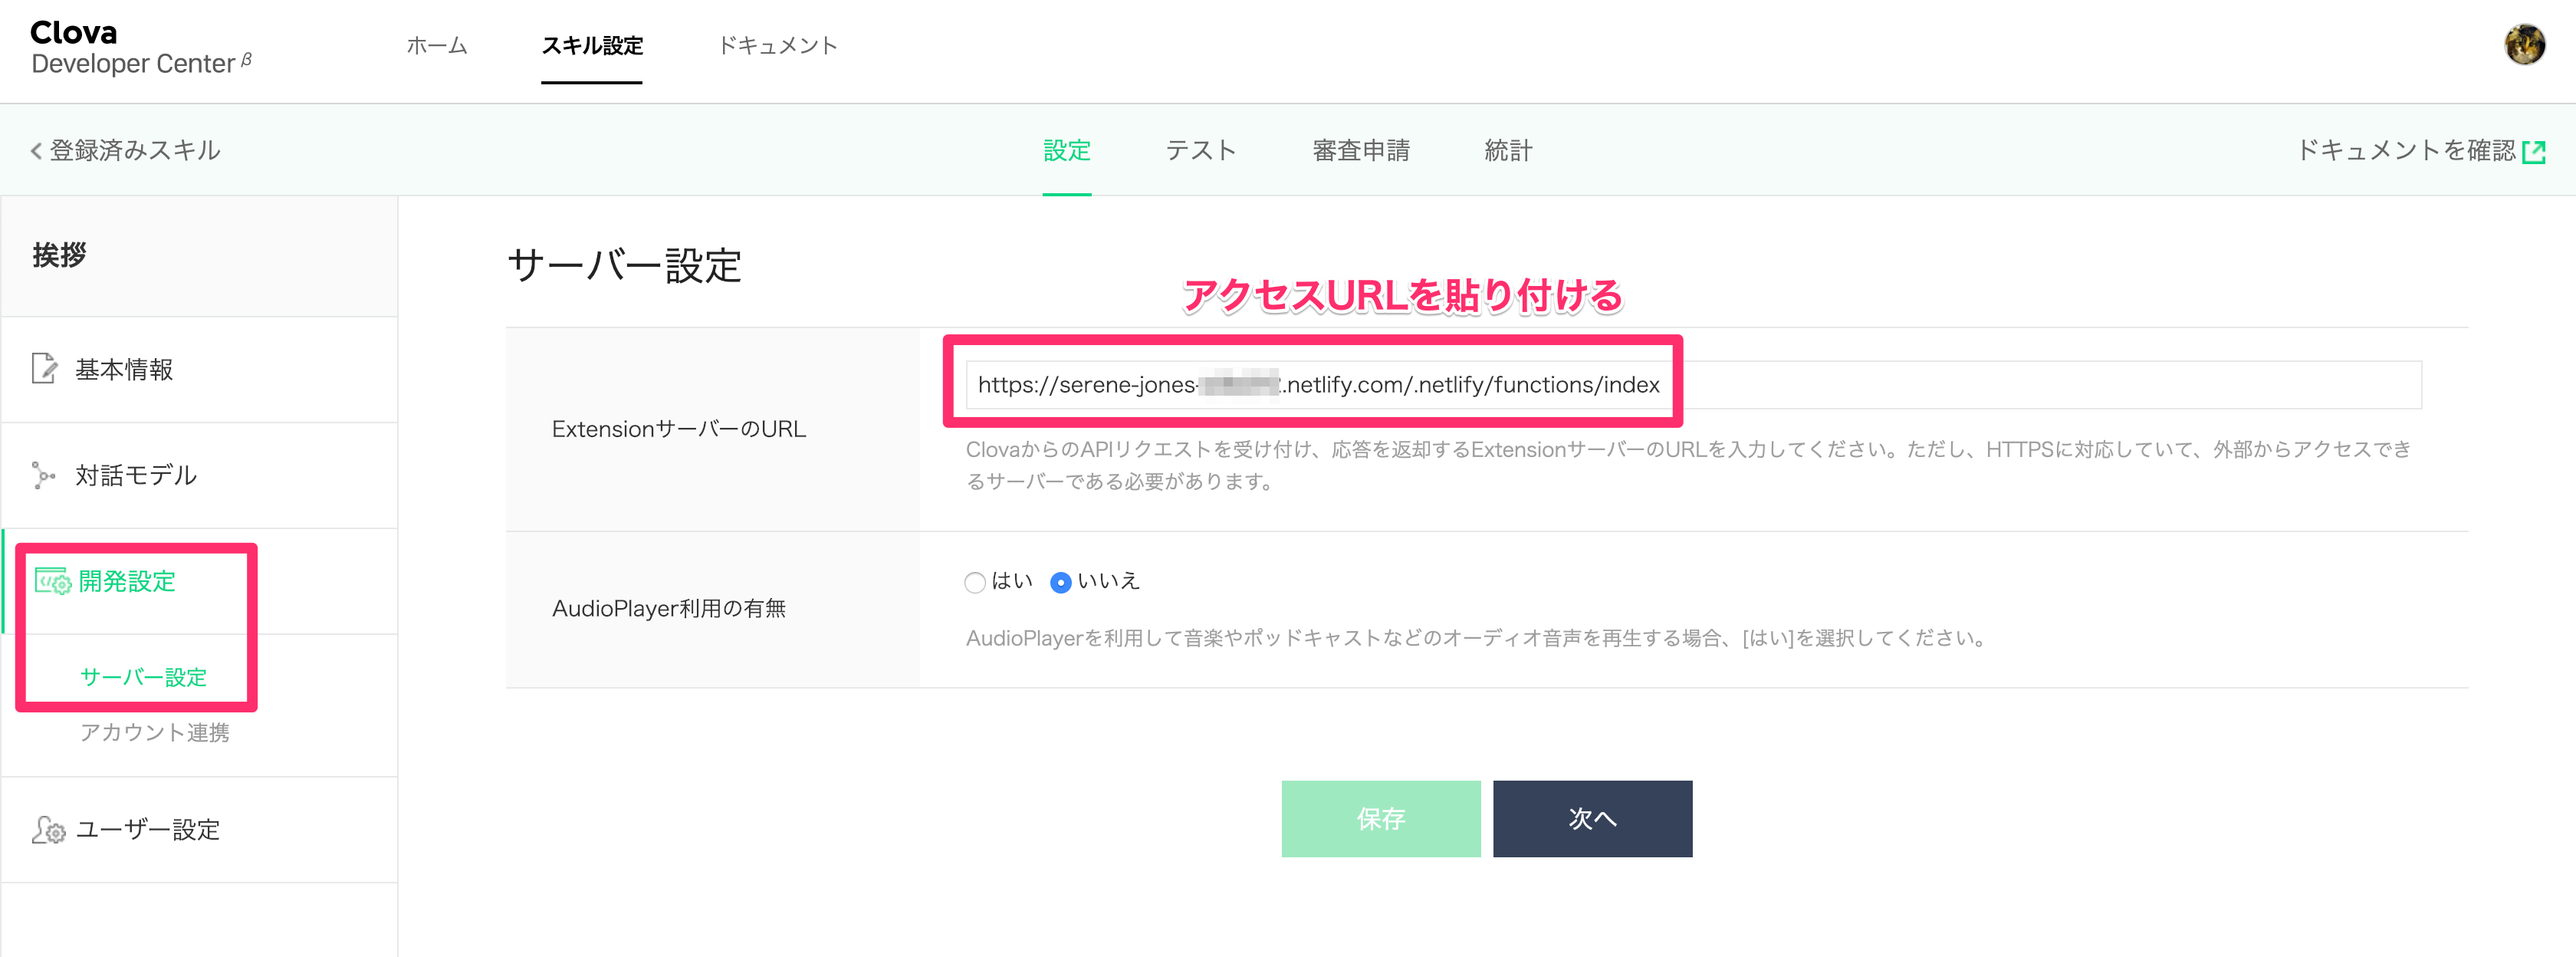 Clova
Developer Center β
ホーム
スキル設定
ドキュメント
登録済みスキル
設定
テスト
審査申請
統計
ドキュメントを確認
挨拶
基本情報
対話モデル
開発設定
サーバー設定
アカウント連携
ユーザー設定
サーバー設定
アクセスURLを貼り付ける
ExtensionサーバーのURL
https://serene-jones-.netlify.com/.netlify/functions/index
ClovaからのAPIリクエストを受け付け、応答を返却するExtensionサーバーのURLを入力してください。ただし、HTTPSに対応していて、外部からアクセスでき
るサーバーである必要があります。
AudioPlayer利用の有無
はい
いいえ
AudioPlayerを利用して音楽やポッドキャストなどのオーディオ音声を再生する場合、[はい]を選択してください。
保存
次へ